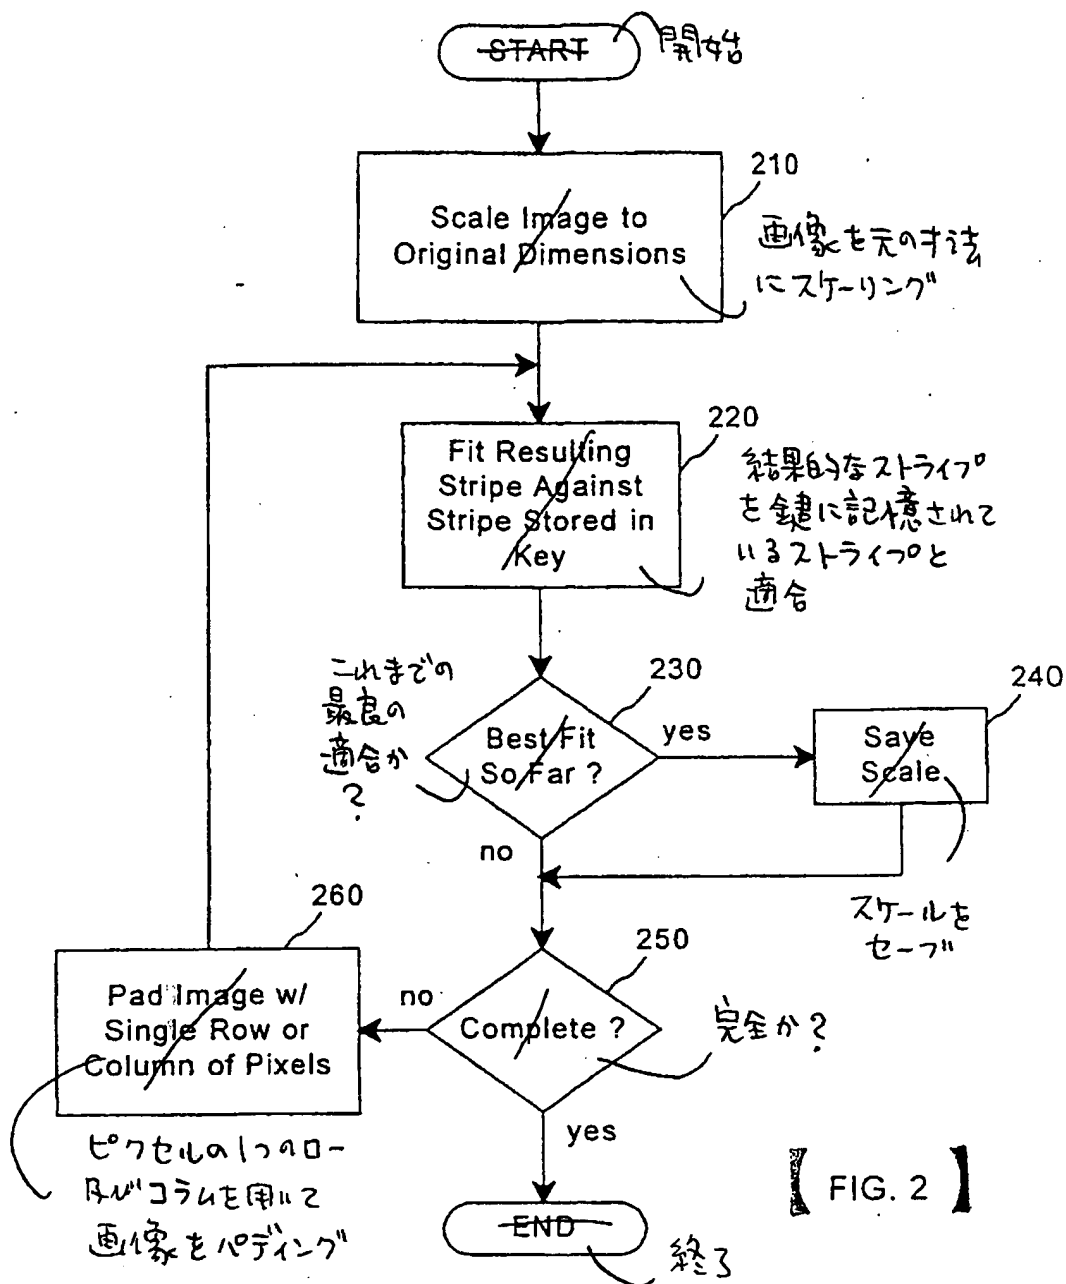 START
開始
210
Scale Image to
Original Dimensions
画像を元の寸法
にスケーリング
220
Fit Resulting
Stripe Against
Stripe Stored in
Key
結果的なストライプ
を鍵に記憶されて
いるストライプと
適合
これまでの
最良の
適合か
?
230
Best Fit
So Far ?
yes
240
Save
Scale
no
スケールを
セーブ
260
Pad Image w/
Single Row or
Column of Pixels
no
250
Complete ?
完全か?
ピクセルの1つのロー
及びコラムを用いて
画像をパディング
yes
END
終了
【 FIG. 2 】